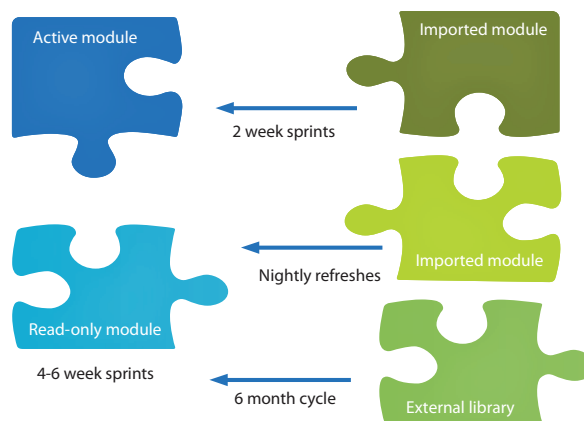 Active module
Imported module
2 week sprints
Imported module
Nightly refreshes
Read-only module
4-6 week sprints
6 month cycle
External library